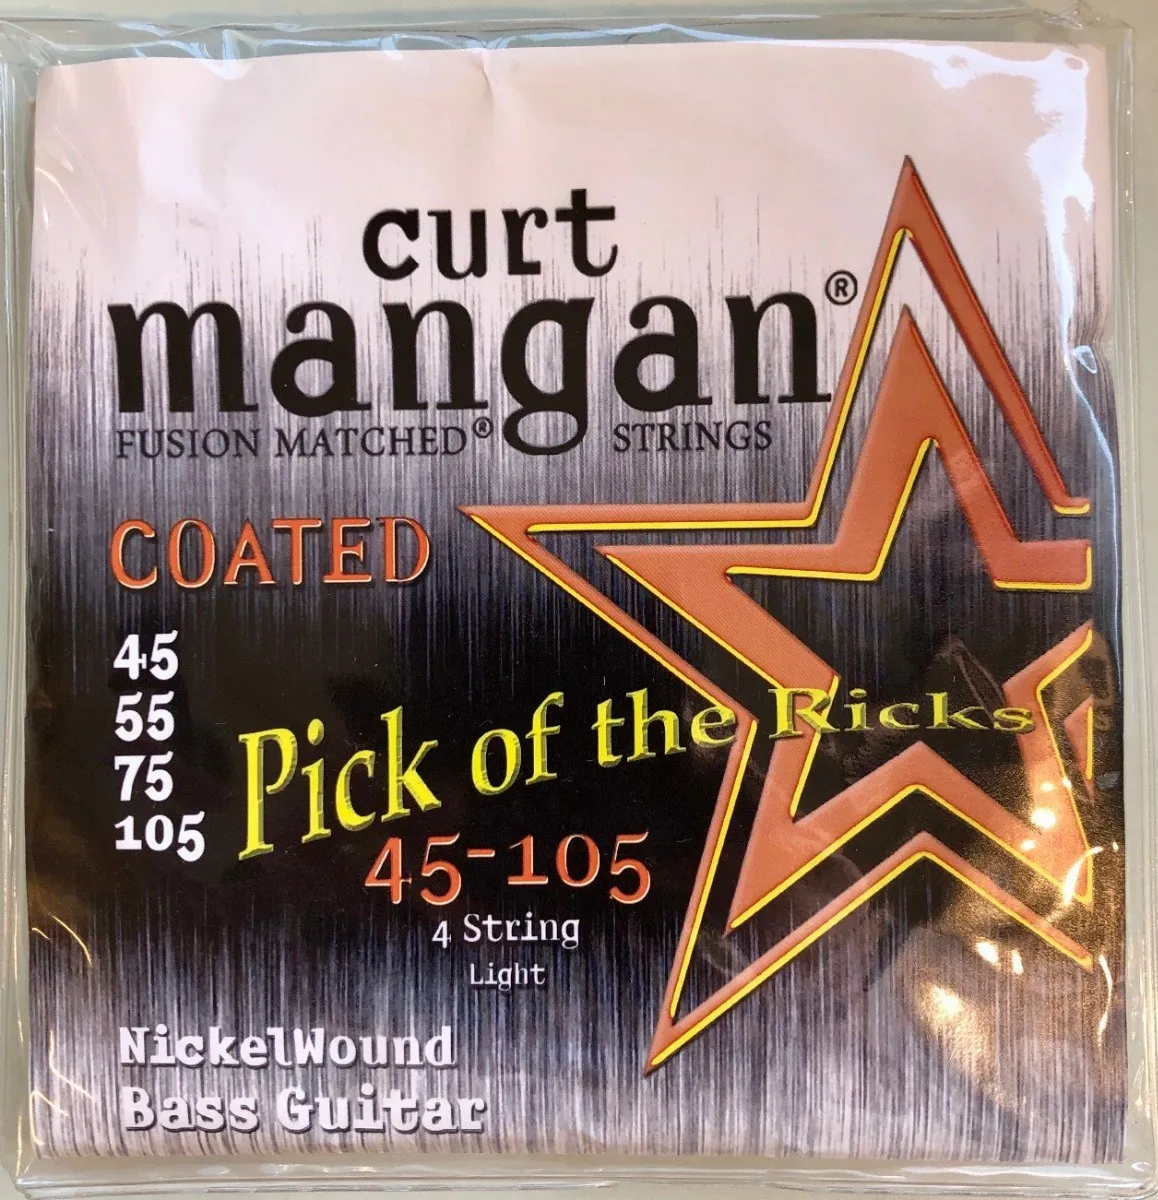 curt
mangan®
FUSION MATCHED® STRINGS
COATED
45
55
75
105
Pick of the Ricks
45-105
4 String
Light
NickelWound
Bass Guitar